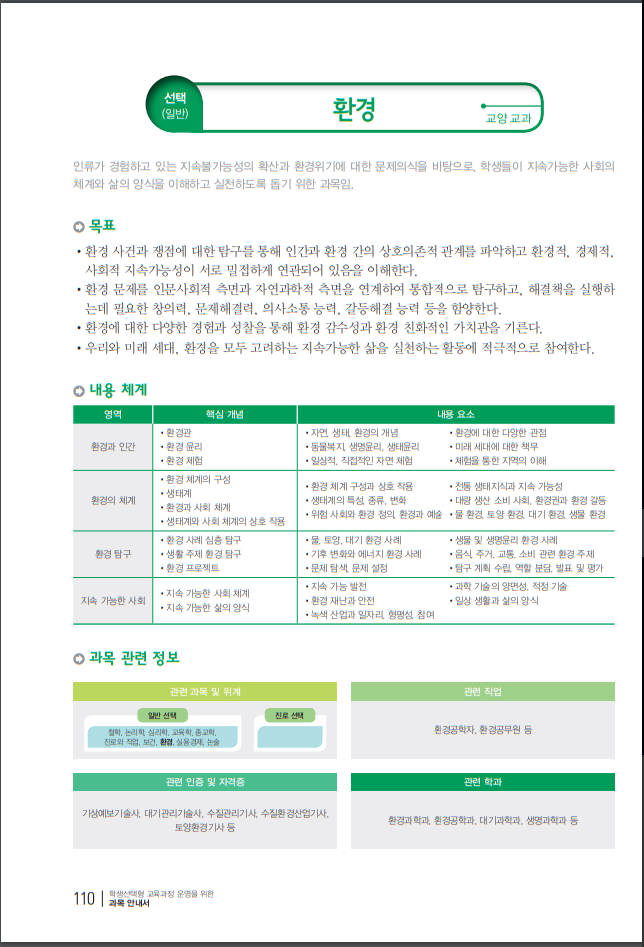 선택
(일반)
환경
교양 교과
인류가 경험하고 있는 지속불가능성의 확산과 환경위기에 대한 문제의식을 바탕으로, 학생들이 지속가능한 사회의
체계와 삶의 양식을 이해하고 실천하도록 돕기 위한 과목임.
목표
• 환경 사건과 쟁점에 대한 탐구를 통해 인간과 환경 간의 상호의존적 관계를 파악하고 환경적, 경제적,
사회적 지속가능성이 서로 밀접하게 연관되어 있음을 이해한다.
• 환경 문제를 인문사회적 측면과 자연과학적 측면을 연계하여 통합적으로 탐구하고, 해결책을 실행하
는데 필요한 창의력, 문제해결력, 의사소통 능력, 갈등해결 능력 등을 함양한다.
• 환경에 대한 다양한 경험과 성찰을 통해 환경 감수성과 환경 친화적인 가치관을 기른다.
• 우리와 미래 세대, 환경을 모두 고려하는 지속가능한 삶을 실천하는 활동에 적극적으로 참여한다.
내용 체계
영역 핵심 개념 내용 요소
환경과 인간
• 환경관
• 환경 윤리
• 환경 체험
• 자연, 생태, 환경의 개념
• 동물복지, 생명윤리, 생태윤리
• 일상적, 직접적인 자연 체험
• 환경에 대한 다양한 관점
• 미래 세대에 대한 책무
• 체험을 통한 지역의 이해
환경의 체계
• 환경 체계의 구성
• 생태계
• 환경과 사회 체계
• 생태계와 사회 체계의 상호 작용
• 환경 체계 구성과 상호 작용
• 생태계의 특성, 종류, 변화
• 위험 사회와 환경 정의, 환경과 예술
• 전통 생태지식과 지속 가능성
• 대량 생산 소비 사회, 환경권과 환경 갈등
• 물 환경, 토양 환경, 대기 환경, 생물 환경
환경 탐구
• 환경 사례 심층 탐구
• 생활 주제 환경 탐구
• 환경 프로젝트
• 물, 토양, 대기 환경 사례
• 기후 변화와 에너지 환경 사례
• 문제 탐색, 문제 설정
• 생물 및 생명윤리 환경 사례
• 음식, 주거, 교통, 소비 관련 환경 주제
• 탐구 계획 수립, 역할 분담, 발표 및 평가
지속 가능한 사회
• 지속 가능한 사회 체계
• 지속 가능한 삶의 양식
• 지속 가능 발전
• 환경 재난과 안전
• 녹색 산업과 일자리, 형평성, 참여
• 과학 기술의 양면성, 적정 기술
• 일상 생활과 삶의 양식
과목 관련 정보
관련 과목 및 위계
일반 선택
철학, 논리학, 심리학, 교육학, 종교학,
진로와 직업, 보건, 환경, 실용경제, 논술
진로 선택
관련 직업
환경공학자, 환경공무원 등
관련 인증 및 자격증
기상예보기술사, 대기관리기술사, 수질관리기사, 수질환경산업기사,
토양환경기사 등
관련 학과
환경과학과, 환경공학과, 대기과학과, 생명과학과 등
110
학생선택형 교육과정 운영을 위한
과목 안내서